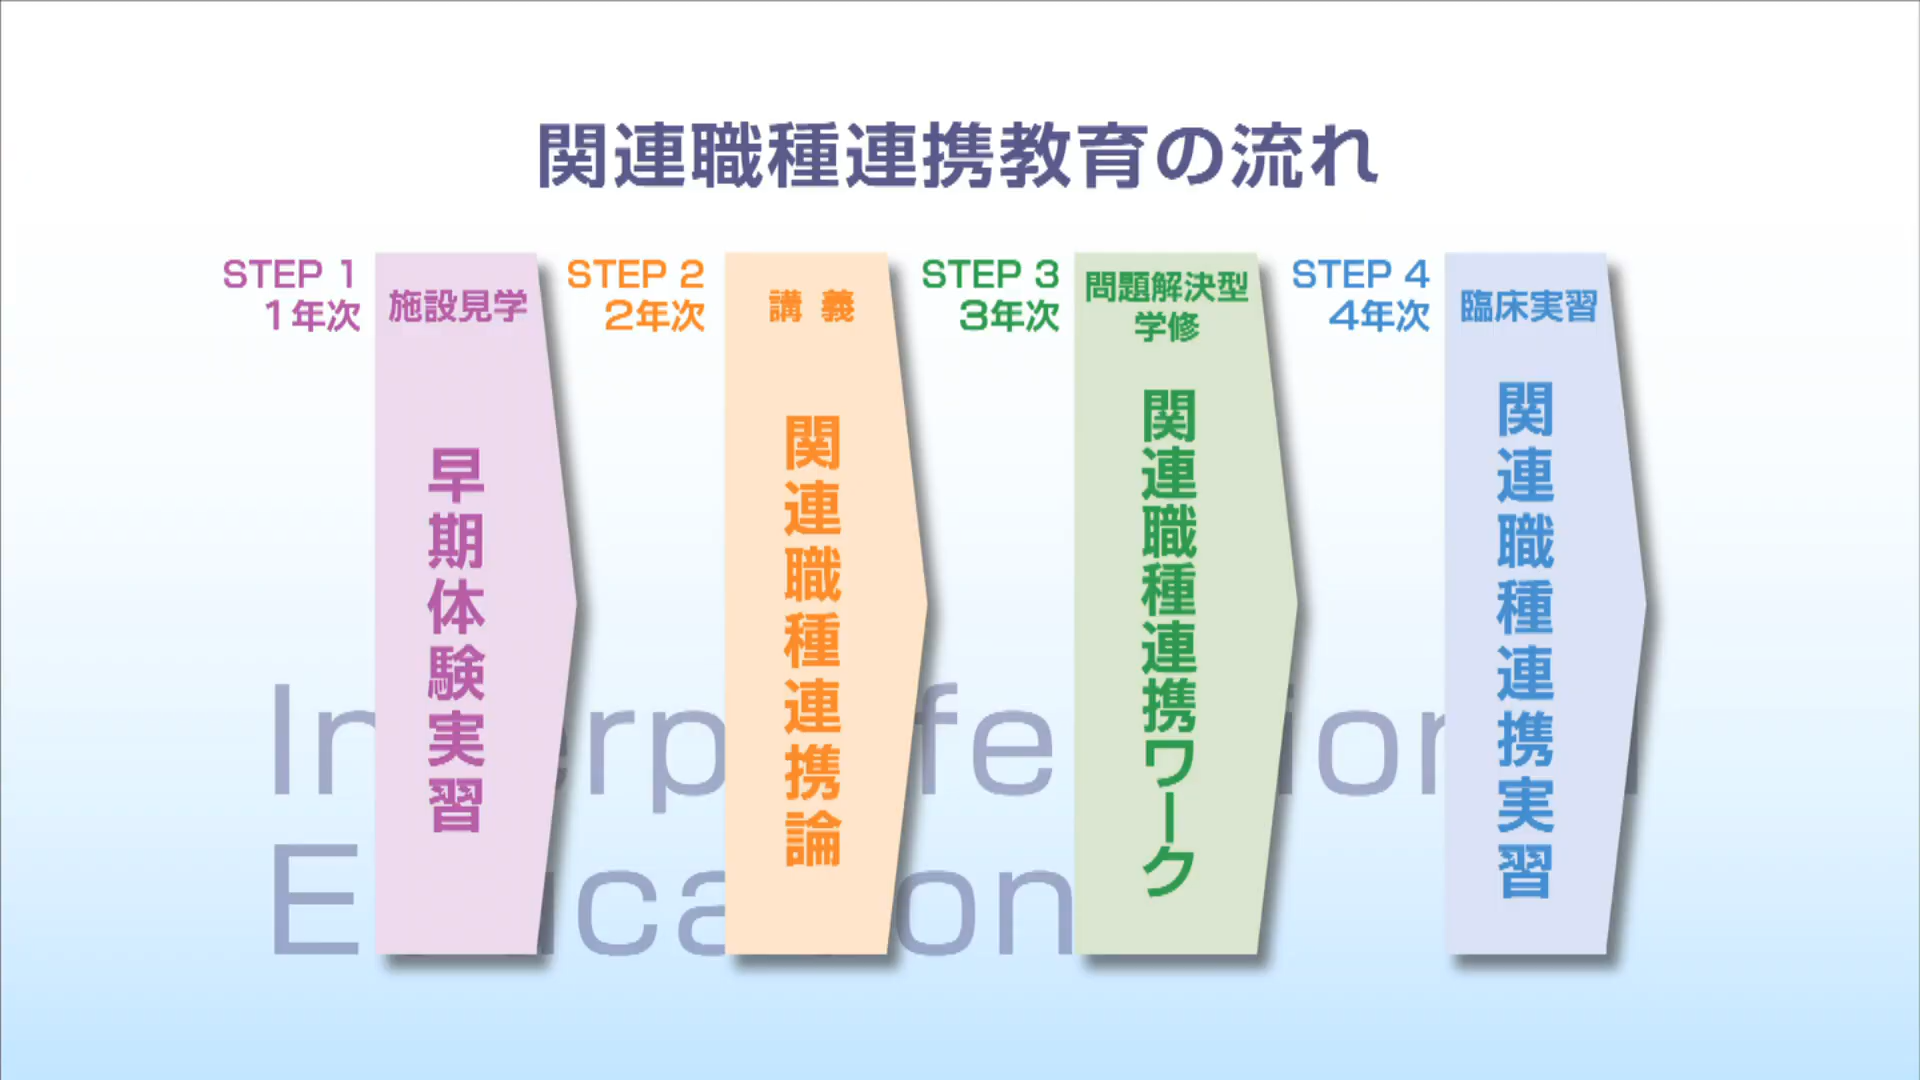 関連職種連携教育の流れ
STEP 1
1年次
施設見学
早期体験実習
STEP 2
2年次
講義
関連職種連携論
STEP 3
3年次
問題解決型
学修
関連職種連携ワーク
STEP 4
4年次
臨床実習
関連職種連携実習